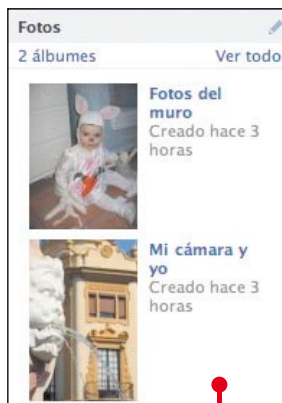 Fotos
2 álbumes Ver todo
Fotos del
muro
Creado hace 3
horas
Mi cámara y
yo
Creado hace 3
horas